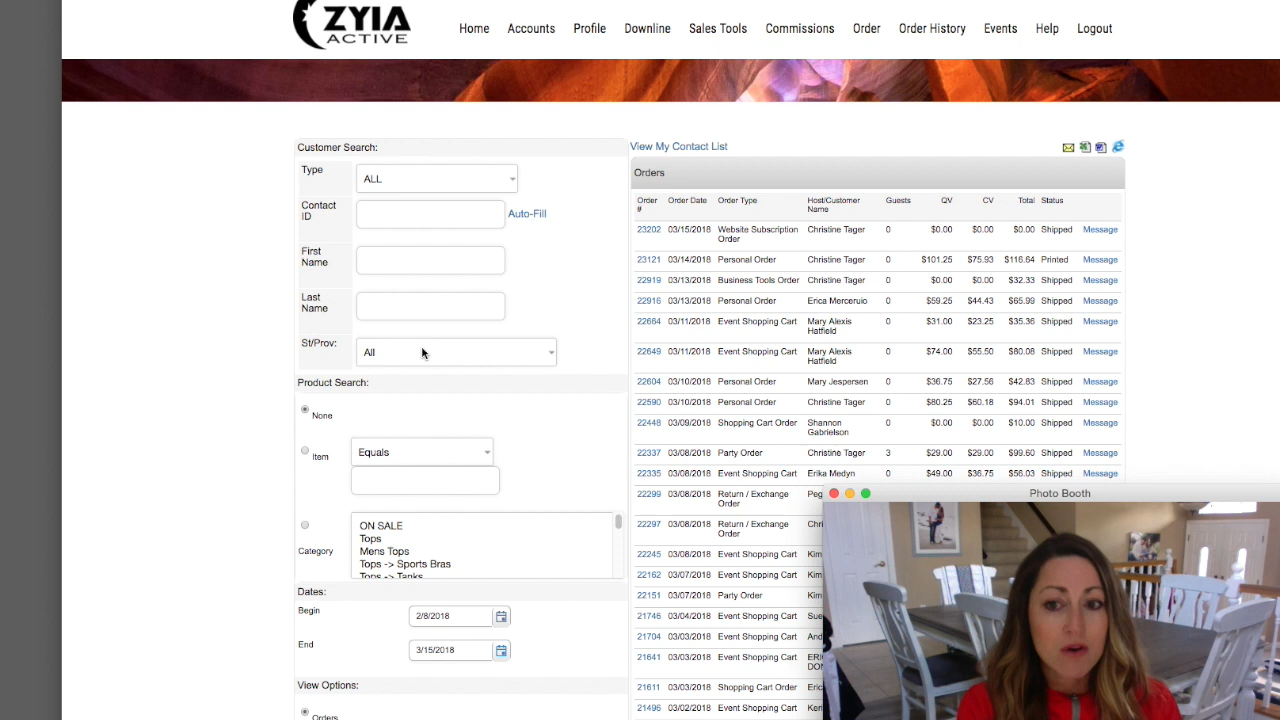 ZYIA
ACTIVE
Home Accounts Profile Downline Sales Tools Commissions Order Order History Events Help Logout
Customer Search:
Type ALL
Contact
ID Auto-Fill
First
Name
Last
Name
St/Prov: All
Product Search:
None
Item Equals
Category
ON SALE
Tops
Mens Tops
Tops -> Sports Bras
Tops -> Tanks
Dates:
Begin 2/8/2018
End 3/15/2018
View Options:
Orders
View My Contact List
Orders
Order
# Order Date Order Type Host/Customer
Name Guests QV CV Total Status
23202 03/15/2018 Website Subscription
Order Christine Tager 0 $0.00 $0.00 $0.00 Shipped Message
23121 03/14/2018 Personal Order Christine Tager 0 $101.25 $75.93 $116.64 Printed Message
22919 03/13/2018 Business Tools Order Christine Tager 0 $0.00 $0.00 $32.33 Shipped Message
22916 03/13/2018 Personal Order Erica Merceruio 0 $59.25 $44.43 $65.99 Shipped Message
22664 03/11/2018 Event Shopping Cart Mary Alexis
Hatfield 0 $31.00 $23.25 $35.36 Shipped Message
22649 03/11/2018 Event Shopping Cart Mary Alexis
Hatfield 0 $74.00 $55.50 $80.08 Shipped Message
22604 03/10/2018 Personal Order Mary Jespersen 0 $36.75 $27.56 $42.83 Shipped Message
22590 03/10/2018 Personal Order Christine Tager 0 $80.25 $60.18 $94.01 Shipped Message
22448 03/09/2018 Shopping Cart Order Shannon
Gabrielson 0 $0.00 $0.00 $10.00 Shipped Message
22337 03/08/2018 Party Order Christine Tager 3 $29.00 $29.00 $99.60 Shipped Message
22335 03/08/2018 Event Shopping Cart Erika Medyn 0 $49.00 $36.75 $56.03 Shipped Message
22299 03/08/2018 Return / Exchange
Order Peg
22297 03/08/2018 Return / Exchange
Order Chri
22245 03/08/2018 Event Shopping Cart Kim
22162 03/07/2018 Event Shopping Cart Kim
22151 03/07/2018 Party Order Kim
21746 03/04/2018 Event Shopping Cart Sue
21704 03/03/2018 Event Shopping Cart And
21641 03/03/2018 Event Shopping Cart ERI
DON
21611 03/03/2018 Shopping Cart Order Eric
21496 03/02/2018 Event Shopping Cart Keri
Photo Booth